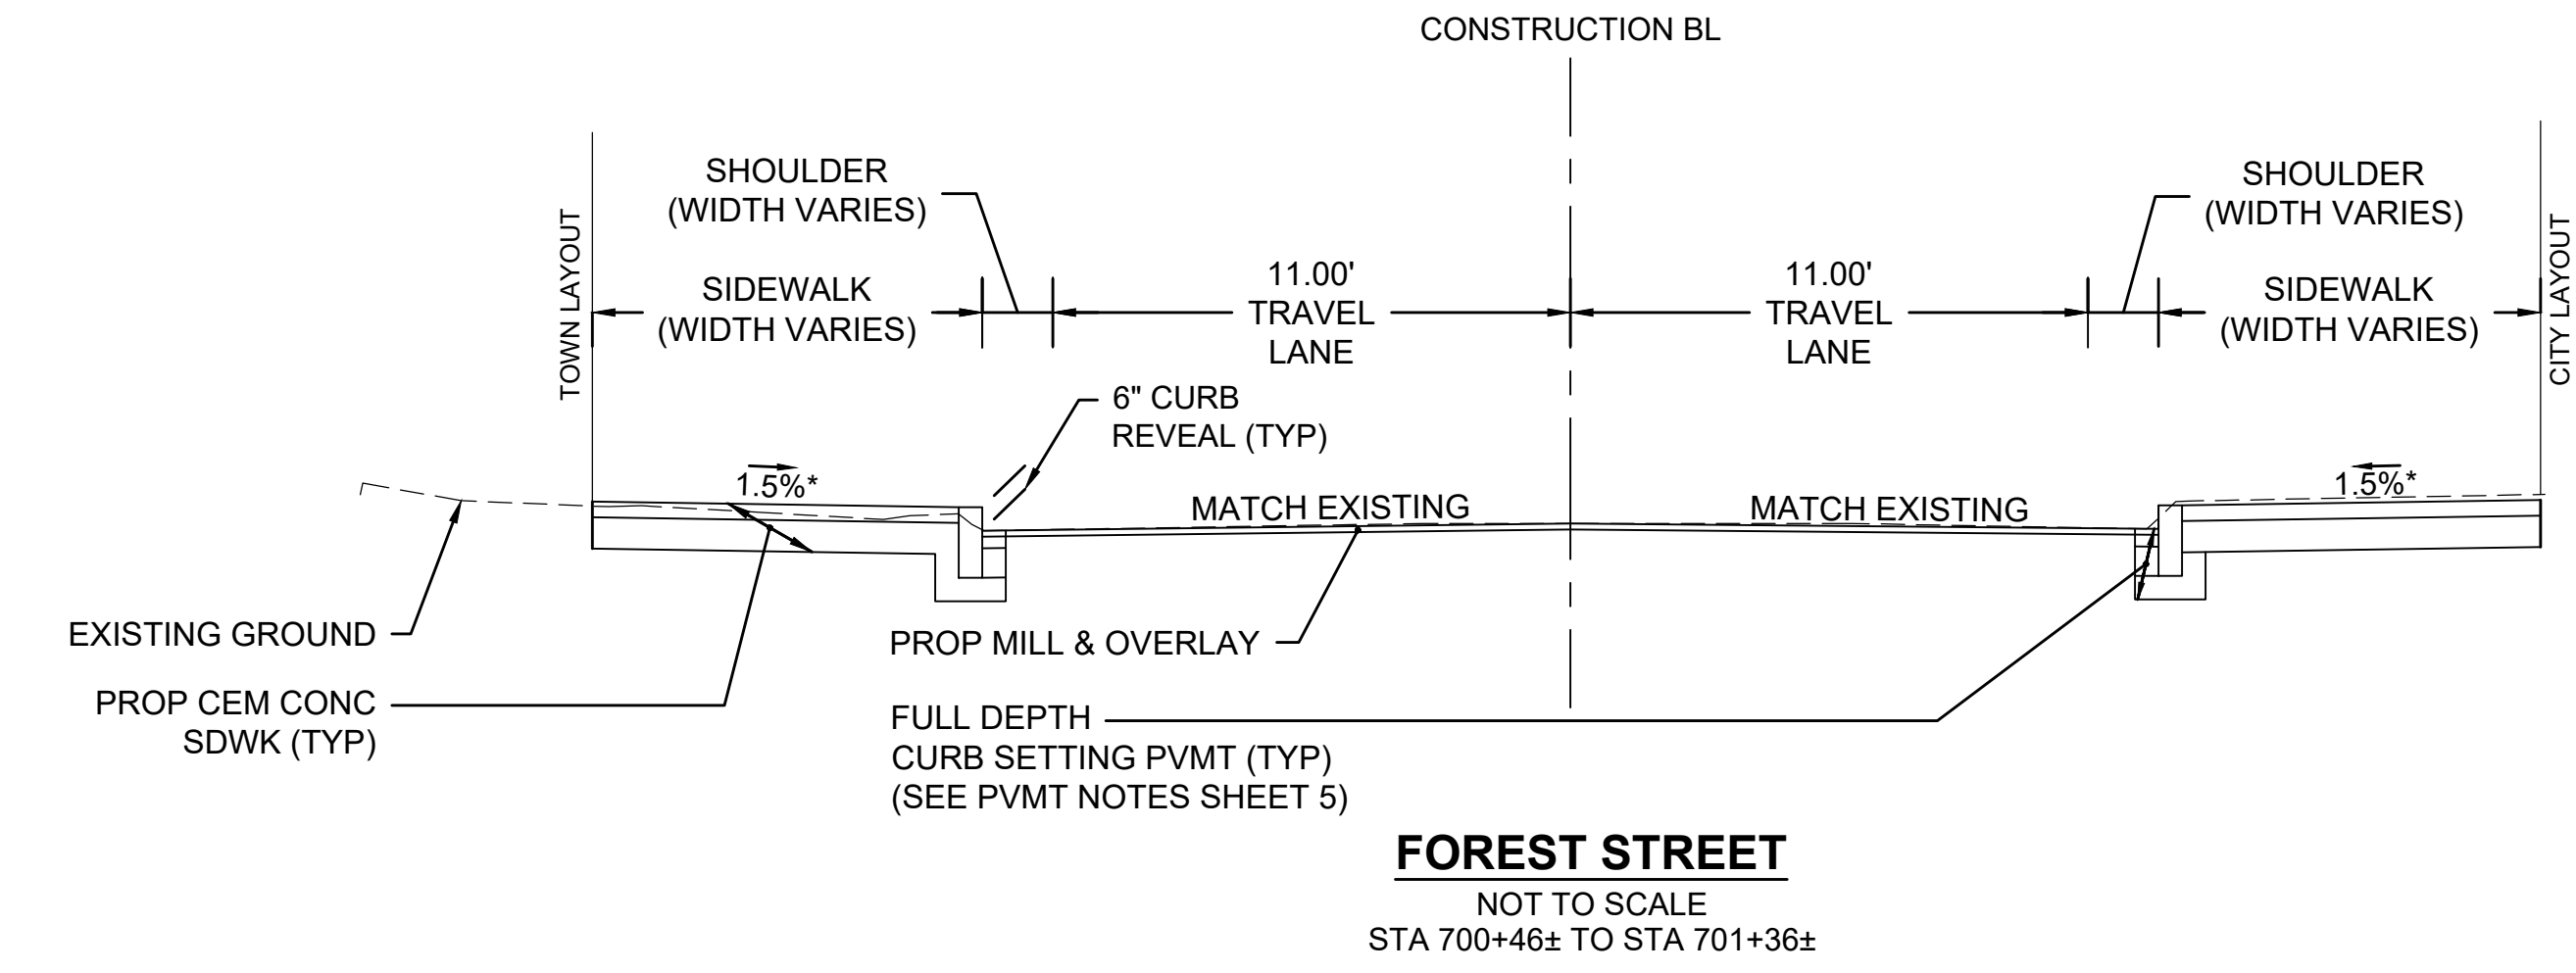 CONSTRUCTION BL
SHOULDER
(WIDTH VARIES)
SHOULDER
(WIDTH VARIES)
TOWN LAYOUT
SIDEWALK
(WIDTH VARIES)
11.00'
TRAVEL
LANE
11.00'
TRAVEL
LANE
SIDEWALK
(WIDTH VARIES)
CITY LAYOUT
6" CURB
REVEAL (TYP)
1.5%*
MATCH EXISTING
MATCH EXISTING
1.5%*
EXISTING GROUND
PROP MILL & OVERLAY
PROP CEM CONC
SDWK (TYP)
FULL DEPTH
CURB SETTING PVMT (TYP)
(SEE PVMT NOTES SHEET 5)
FOREST STREET
NOT TO SCALE
STA 700+46± TO STA 701+36±